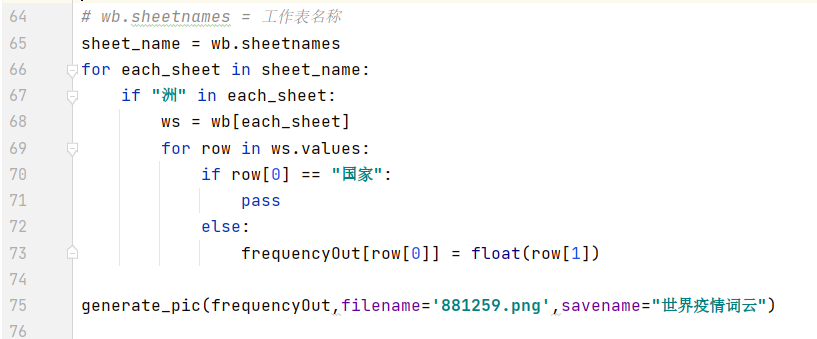 64 # wb.sheetnames = 工作表名称
65 sheet_name = wb.sheetnames
66 for each_sheet in sheet_name:
67     if "洲" in each_sheet:
68         ws = wb[each_sheet]
69         for row in ws.values:
70             if row[0] == "国家":
71                 pass
72             else:
73                 frequencyOut[row[0]] = float(row[1])
74
75 generate_pic(frequencyOut,filename='881259.png',savename="世界疫情词云")
76